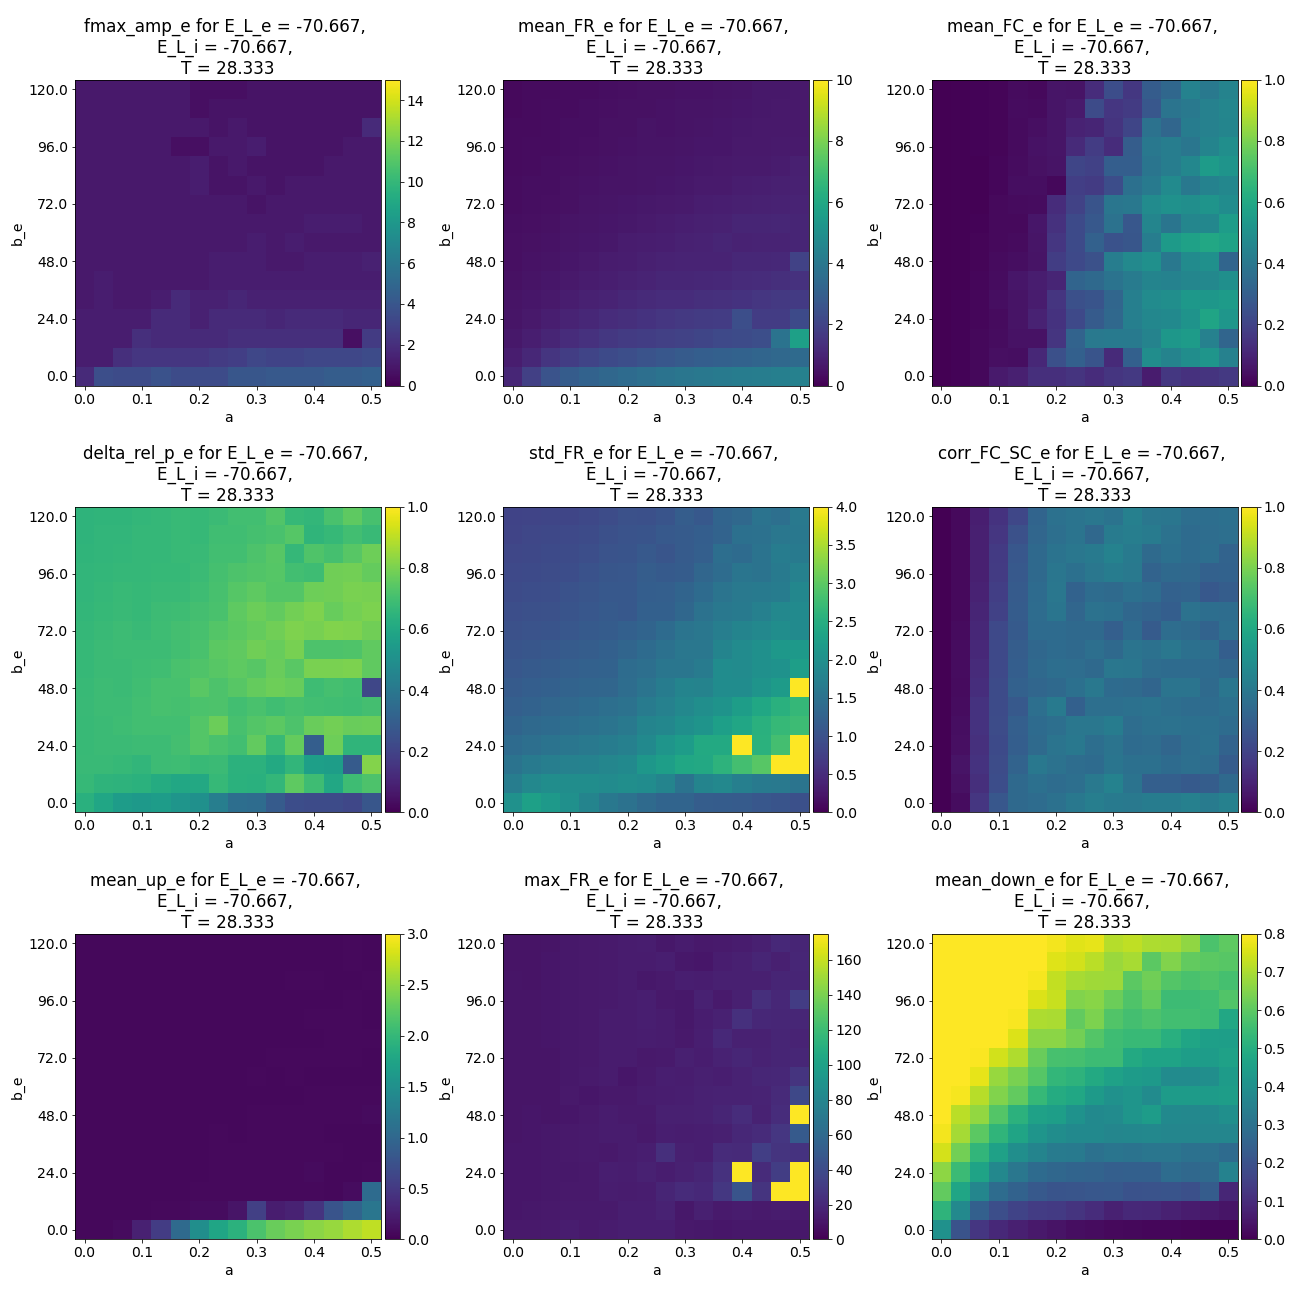 fmax_amp_e for E_L_e = -70.667,
E_L_i = -70.667,
T = 28.333
120.0
96.0
72.0
48.0
24.0
0.0
b_e
0.0 0.1 0.2 0.3 0.4 0.5
a
14
12
10
8
6
4
2
0
mean_FR_e for E_L_e = -70.667,
E_L_i = -70.667,
T = 28.333
120.0
96.0
72.0
48.0
24.0
0.0
b_e
0.0 0.1 0.2 0.3 0.4 0.5
a
10
8
6
4
2
0
mean_FC_e for E_L_e = -70.667,
E_L_i = -70.667,
T = 28.333
120.0
96.0
72.0
48.0
24.0
0.0
b_e
0.0 0.1 0.2 0.3 0.4 0.5
a
1.0
0.8
0.6
0.4
0.2
0.0
delta_rel_p_e for E_L_e = -70.667,
E_L_i = -70.667,
T = 28.333
120.0
96.0
72.0
48.0
24.0
0.0
b_e
0.0 0.1 0.2 0.3 0.4 0.5
a
1.0
0.8
0.6
0.4
0.2
0.0
std_FR_e for E_L_e = -70.667,
E_L_i = -70.667,
T = 28.333
120.0
96.0
72.0
48.0
24.0
0.0
b_e
0.0 0.1 0.2 0.3 0.4 0.5
a
4.0
3.5
3.0
2.5
2.0
1.5
1.0
0.5
0.0
corr_FC_SC_e for E_L_e = -70.667,
E_L_i = -70.667,
T = 28.333
120.0
96.0
72.0
48.0
24.0
0.0
b_e
0.0 0.1 0.2 0.3 0.4 0.5
a
1.0
0.8
0.6
0.4
0.2
0.0
mean_up_e for E_L_e = -70.667,
E_L_i = -70.667,
T = 28.333
120.0
96.0
72.0
48.0
24.0
0.0
b_e
0.0 0.1 0.2 0.3 0.4 0.5
a
3.0
2.5
2.0
1.5
1.0
0.5
0.0
max_FR_e for E_L_e = -70.667,
E_L_i = -70.667,
T = 28.333
120.0
96.0
72.0
48.0
24.0
0.0
b_e
0.0 0.1 0.2 0.3 0.4 0.5
a
160
140
120
100
80
60
40
20
0
mean_down_e for E_L_e = -70.667,
E_L_i = -70.667,
T = 28.333
120.0
96.0
72.0
48.0
24.0
0.0
b_e
0.0 0.1 0.2 0.3 0.4 0.5
a
0.8
0.7
0.6
0.5
0.4
0.3
0.2
0.1
0.0